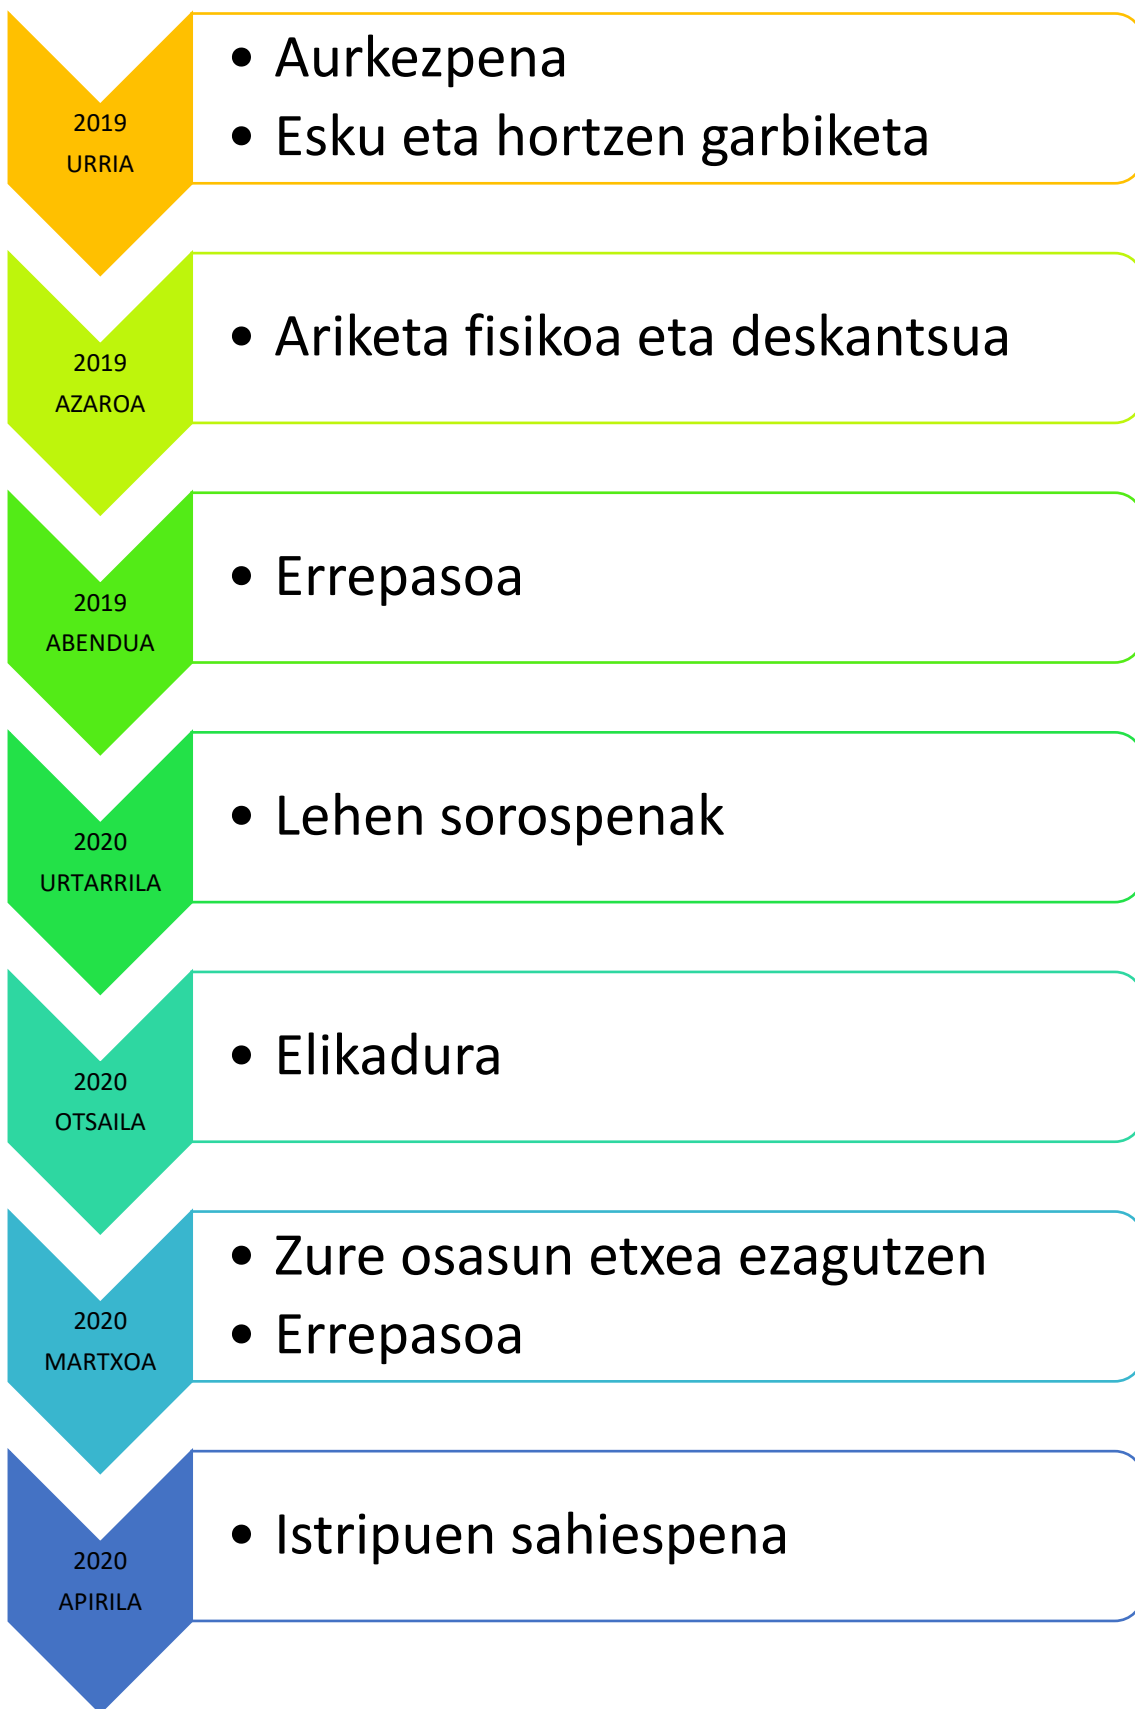 2019
URRIA
• Aurkezpena
• Esku eta hortzen garbiketa
2019
AZAROA
• Ariketa fisikoa eta deskantsua
2019
ABENDUA
• Errepasoa
2020
URTARRILA
• Lehen sorospenak
2020
OTSAILA
• Elikadura
2020
MARTXOA
• Zure osasun etxea ezagutzen
• Errepasoa
2020
APIRILA
• Istripuen sahiespena